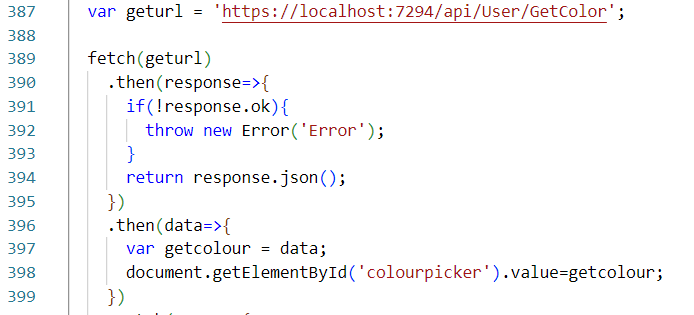 387 var geturl = 'https://localhost:7294/api/User/GetColor';
388
389 fetch(geturl)
390 .then(response=>{
391 if(!response.ok){
392 throw new Error('Error');
393 }
394 return response.json();
395 })
396 .then(data=>{
397 var getcolour = data;
398 document.getElementById('colourpicker').value=getcolour;
399 })